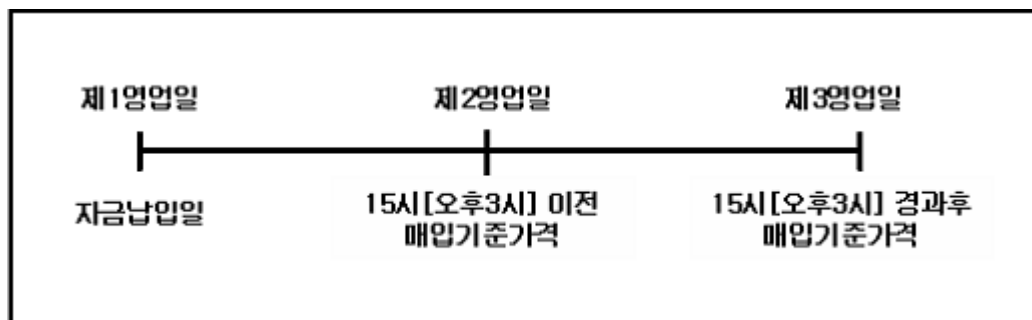 제1영업일 제2영업일 제3영업일
자금납입일
15시[오후3시] 이전
매입기준가격
15시[오후3시] 경과후
매입기준가격